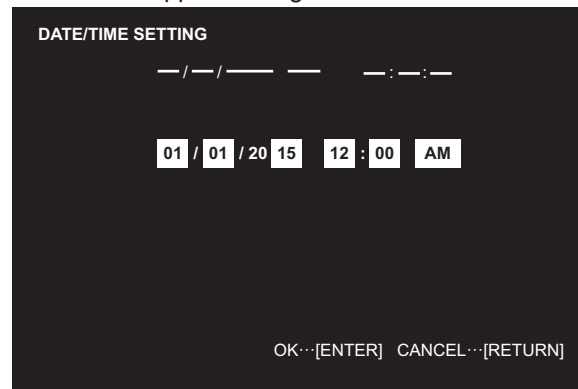 DATE/TIME SETTING
—/—/—— —— —:—:—
01 / 01 / 20 15 12 : 00 AM
OK···[ENTER] CANCEL···[RETURN]